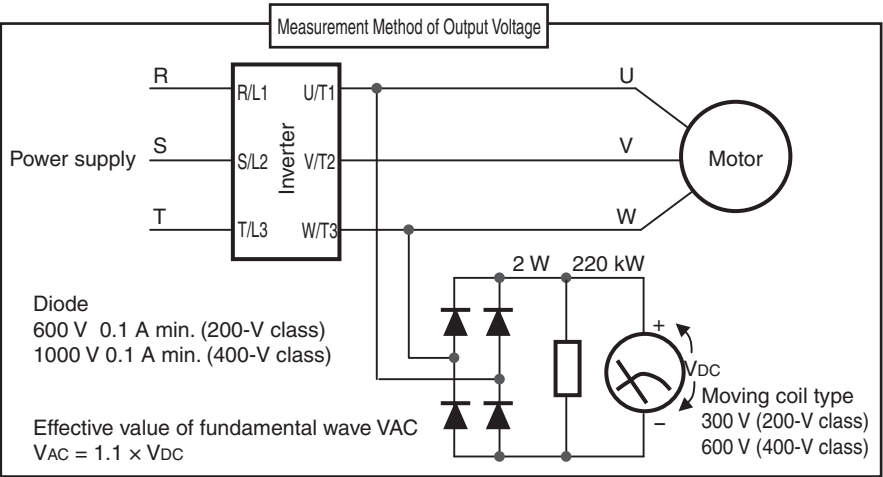 Measurement Method of Output Voltage
R
R/L1
U/T1
U
Power supply
S
S/L2
Inverter
V/T2
V
Motor
T
T/L3
W/T3
W
2 W 220 kW
Diode
600 V 0.1 A min. (200-V class)
1000 V 0.1 A min. (400-V class)
+
VDC
−
Moving coil type
300 V (200-V class)
600 V (400-V class)
Effective value of fundamental wave VAC
VAC = 1.1 × VDC